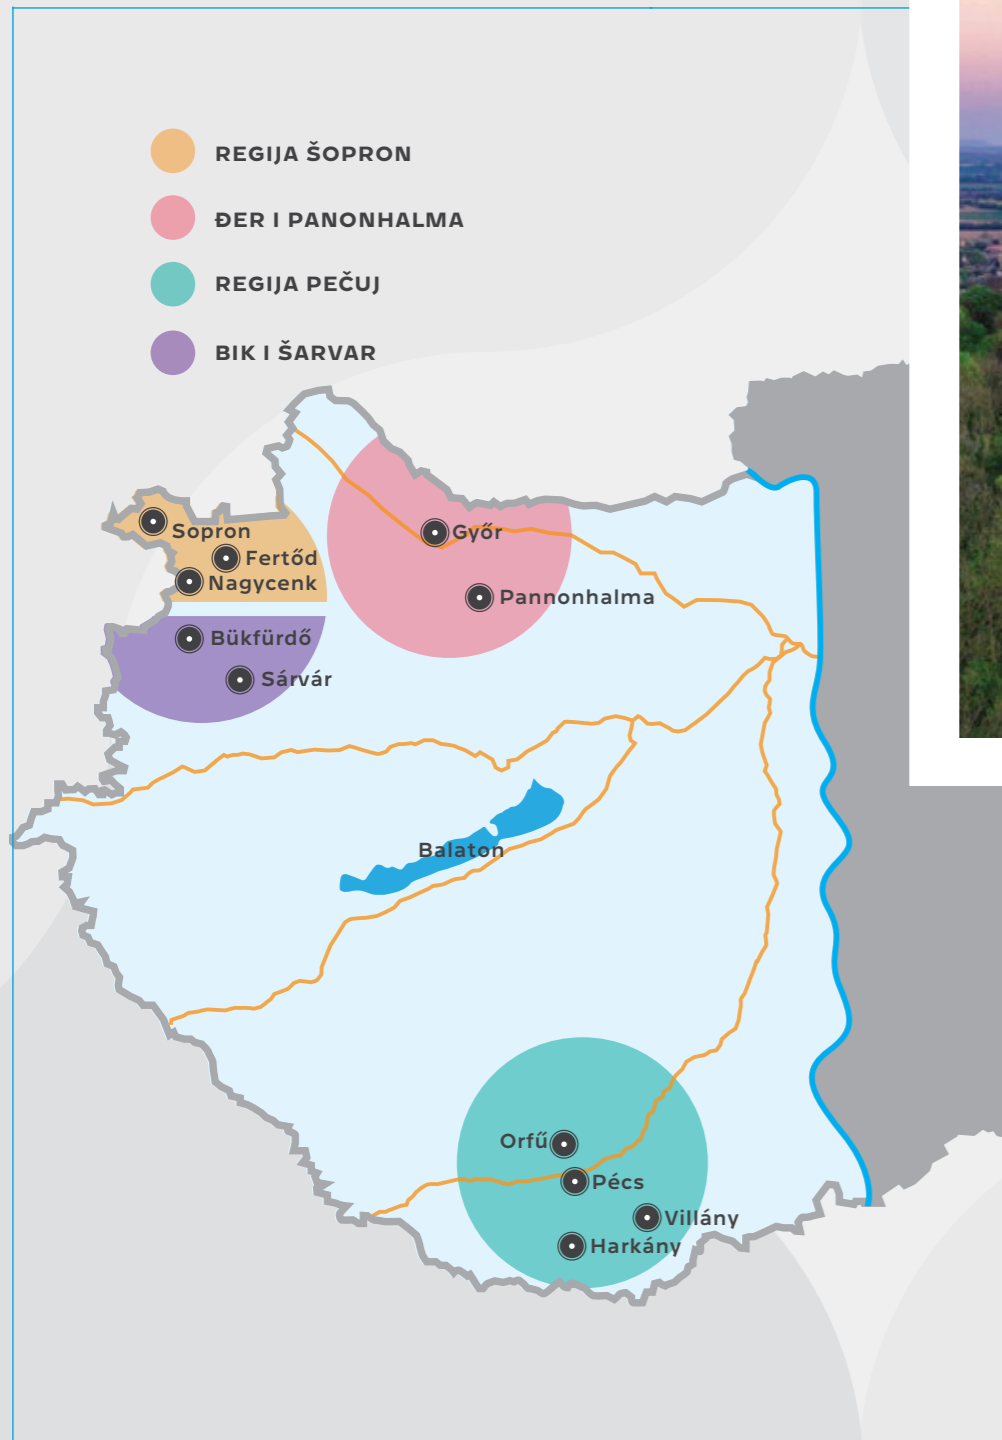 REGIJA ŠOPRON
ĐER I PANONHALMA
REGIJA PEČUJ
BIK I ŠARVAR
Sopron
Győr
Fertőd
Nagycenk
Pannonhalma
Bükfürdő
Sárvár
Balaton
Orfű
Pécs
Villány
Harkány